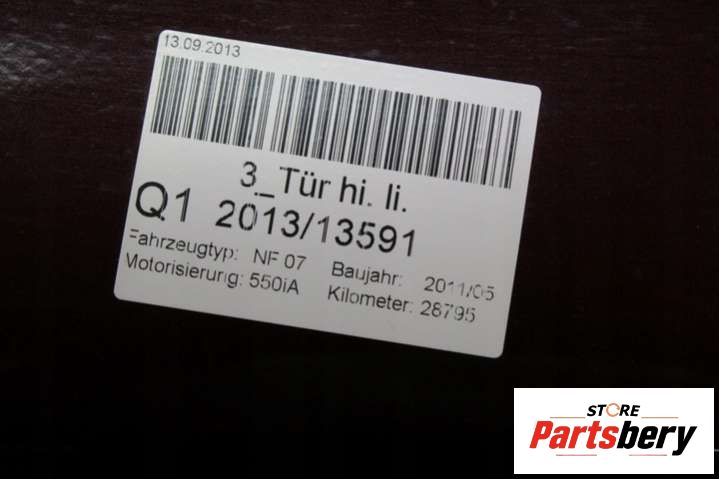 13.09.2013
3_Tür hi. li.
Q1 2013/13591
Fahrzeugtyp: NF 07 Baujahr: 2011/05
Motorisierung: 550iA Kilometer: 28795
STORE
Partsbery